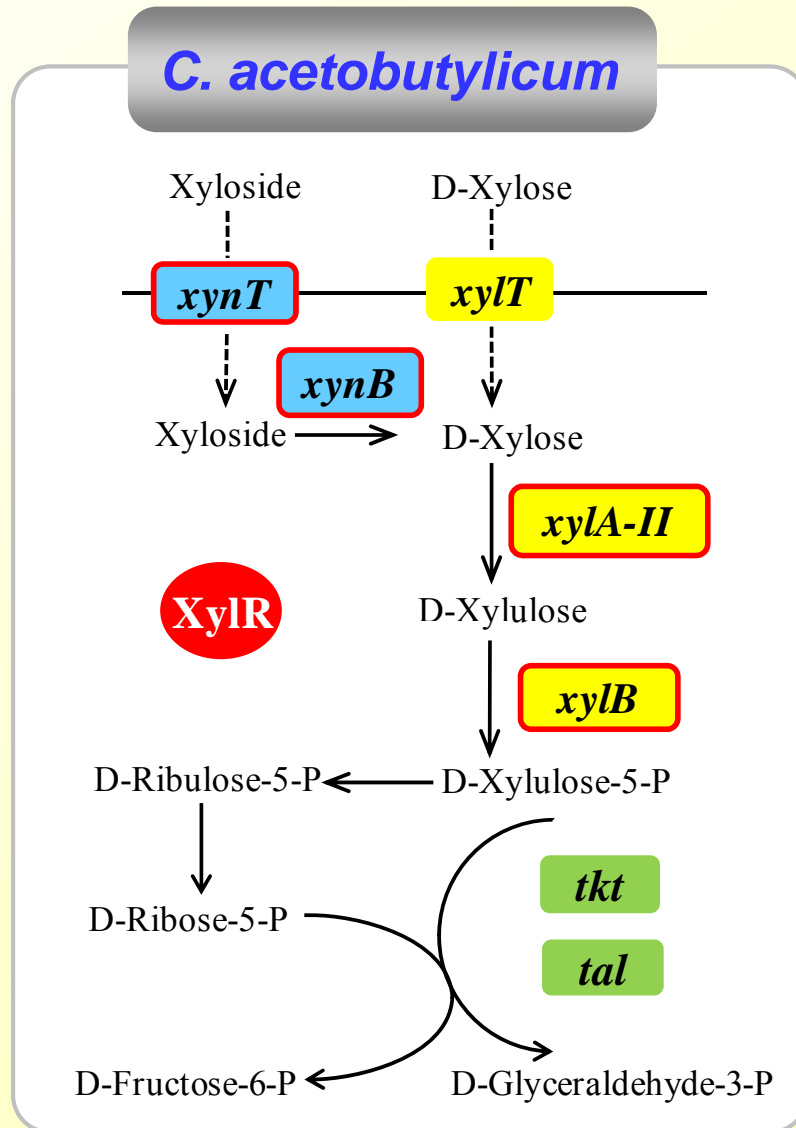 C. acetobutylicum
Xyloside D-Xylose
xynT xylT
xynB
Xyloside D-Xylose
xylA-II
XylR D-Xylulose
xylB
D-Ribulose-5-P D-Xylulose-5-P
tkt
D-Ribose-5-P
tal
D-Fructose-6-P D-Glyceraldehyde-3-P